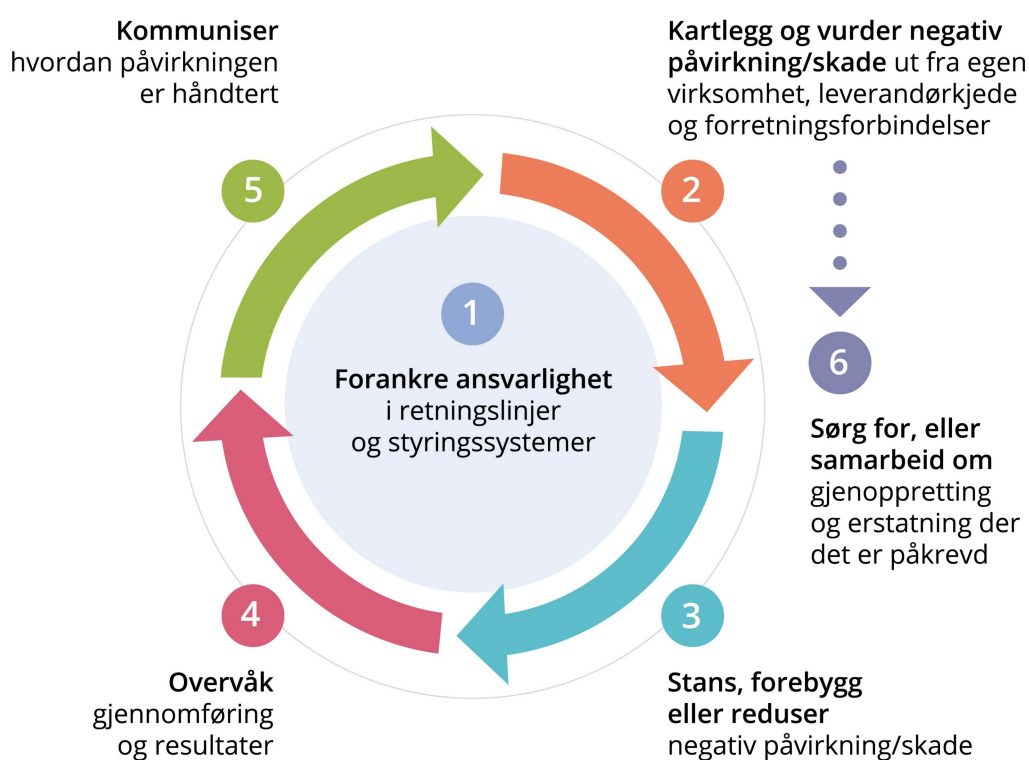 1
Forankre ansvarlighet
i retningslinjer
og styringssystemer
2
Kartlegg og vurder negativ
påvirkning/skade ut fra egen
virksomhet, leverandørkjede
og forretningsforbindelser
3
Stans, forebygg
eller reduser
negativ påvirkning/skade
4
Overvåk
gjennomføring
og resultater
5
Kommuniser
hvordan påvirkningen
er håndtert
6
Sørg for, eller
samarbeid om
gjenoppretting
og erstatning der
det er påkrevd